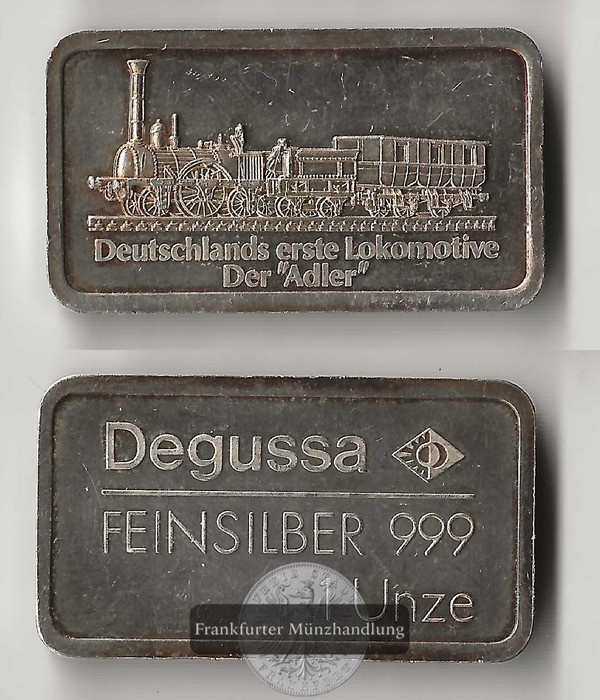 Deutschlands erste Lokomotive
Der "Adler"
Degussa
FEINSILBER 999
1 Unze
Frankfurter Münzhandlung